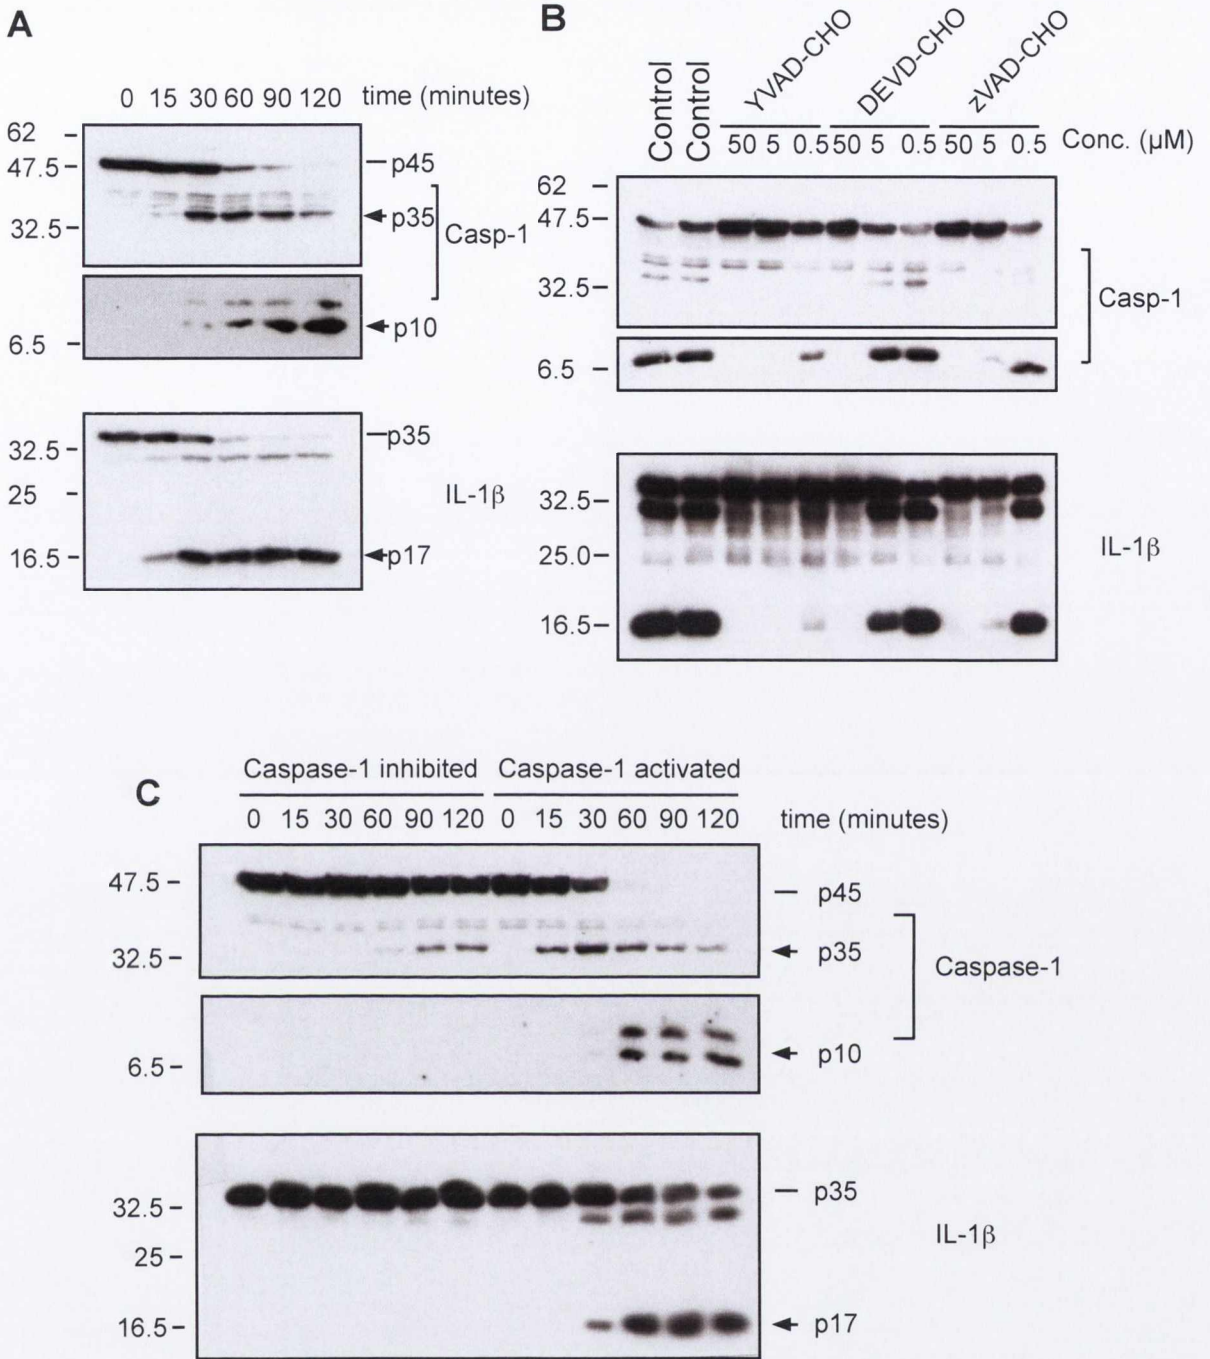 A
0 15 30 60 90 120 time (minutes)
62
47.5
32.5
p45
p35
Casp-1
6.5
p10
32.5
25
16.5
p35
IL-1β
p17
B
Control Control YVAD-CHO DEVD-CHO zVAD-CHO
50 5 0.5 50 5 0.5 50 5 0.5 Conc. (µM)
62
47.5
32.5
6.5
Casp-1
32.5
25.0
16.5
IL-1β
C
Caspase-1 inhibited Caspase-1 activated
0 15 30 60 90 120 0 15 30 60 90 120 time (minutes)
47.5
32.5
p45
p35
Caspase-1
6.5
p10
32.5
25
16.5
p35
IL-1β
p17